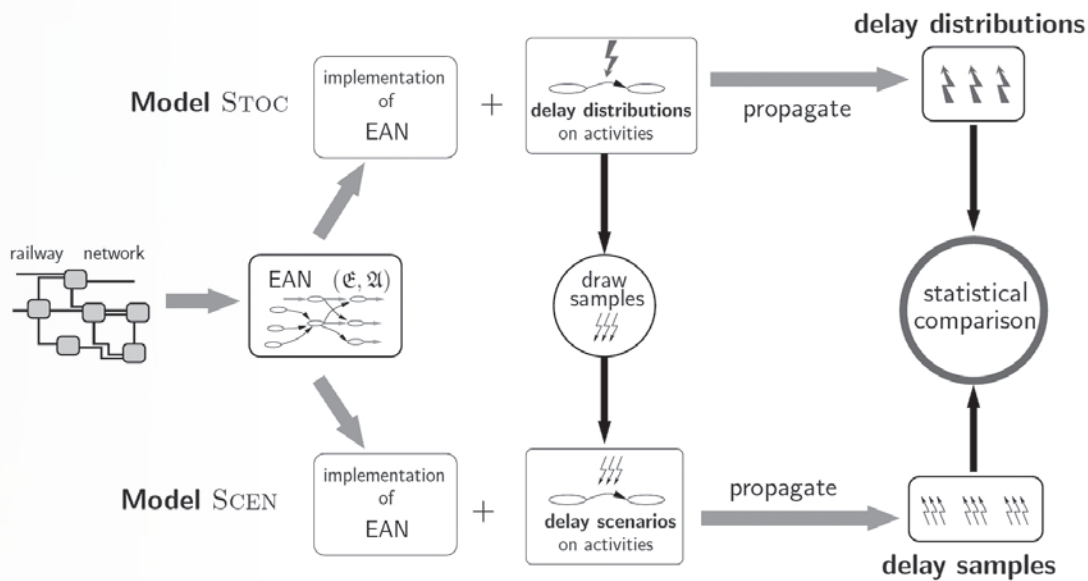 delay distributions
Model STOC
implementation
of
EAN
+
delay distributions
on activities
propagate
railway network
EAN (𝔈, 𝔄)
draw
samples
statistical
comparison
Model SCEN
implementation
of
EAN
+
delay scenarios
on activities
propagate
delay samples